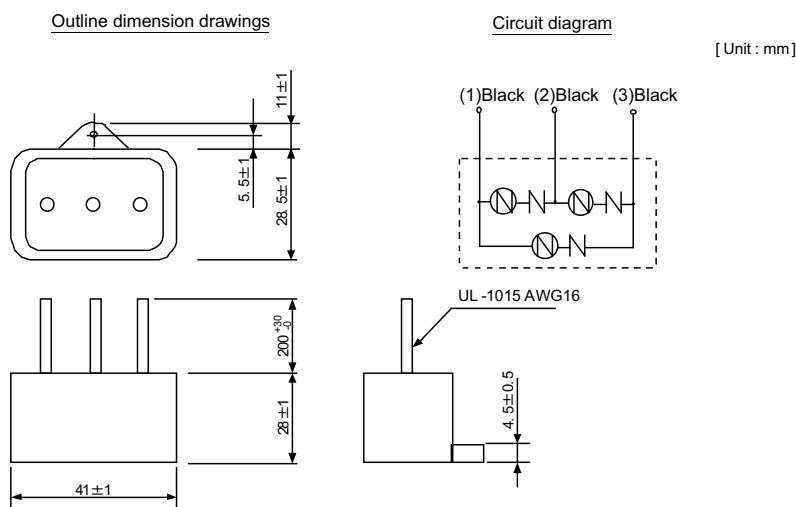 Outline dimension drawings
Circuit diagram
[ Unit : mm ]
11±1
5. 5±1
28. 5±1
(1)Black (2)Black (3)Black
UL -1015 AWG16
200 +30 -0
28±1
4. 5±0.5
41±1